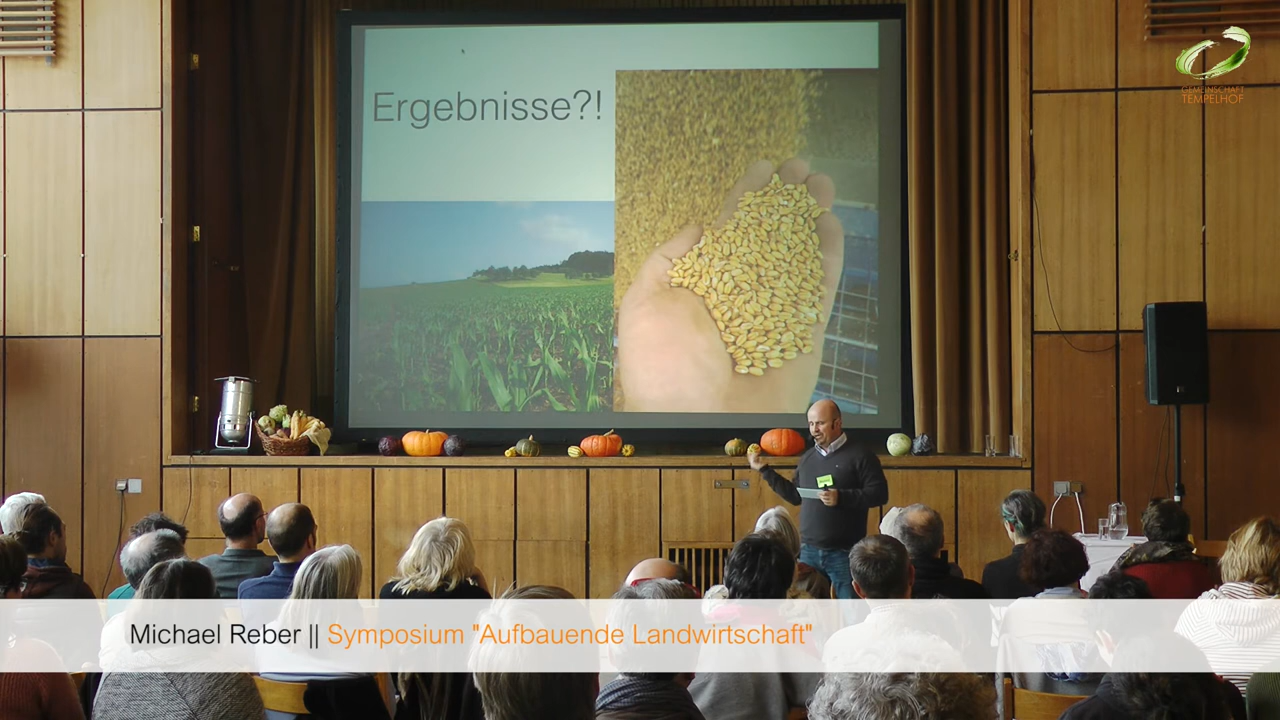 Ergebnisse?!
GEMEINSCHAFT
TEMPELHOF
Michael Reber || Symposium "Aufbauende Landwirtschaft"